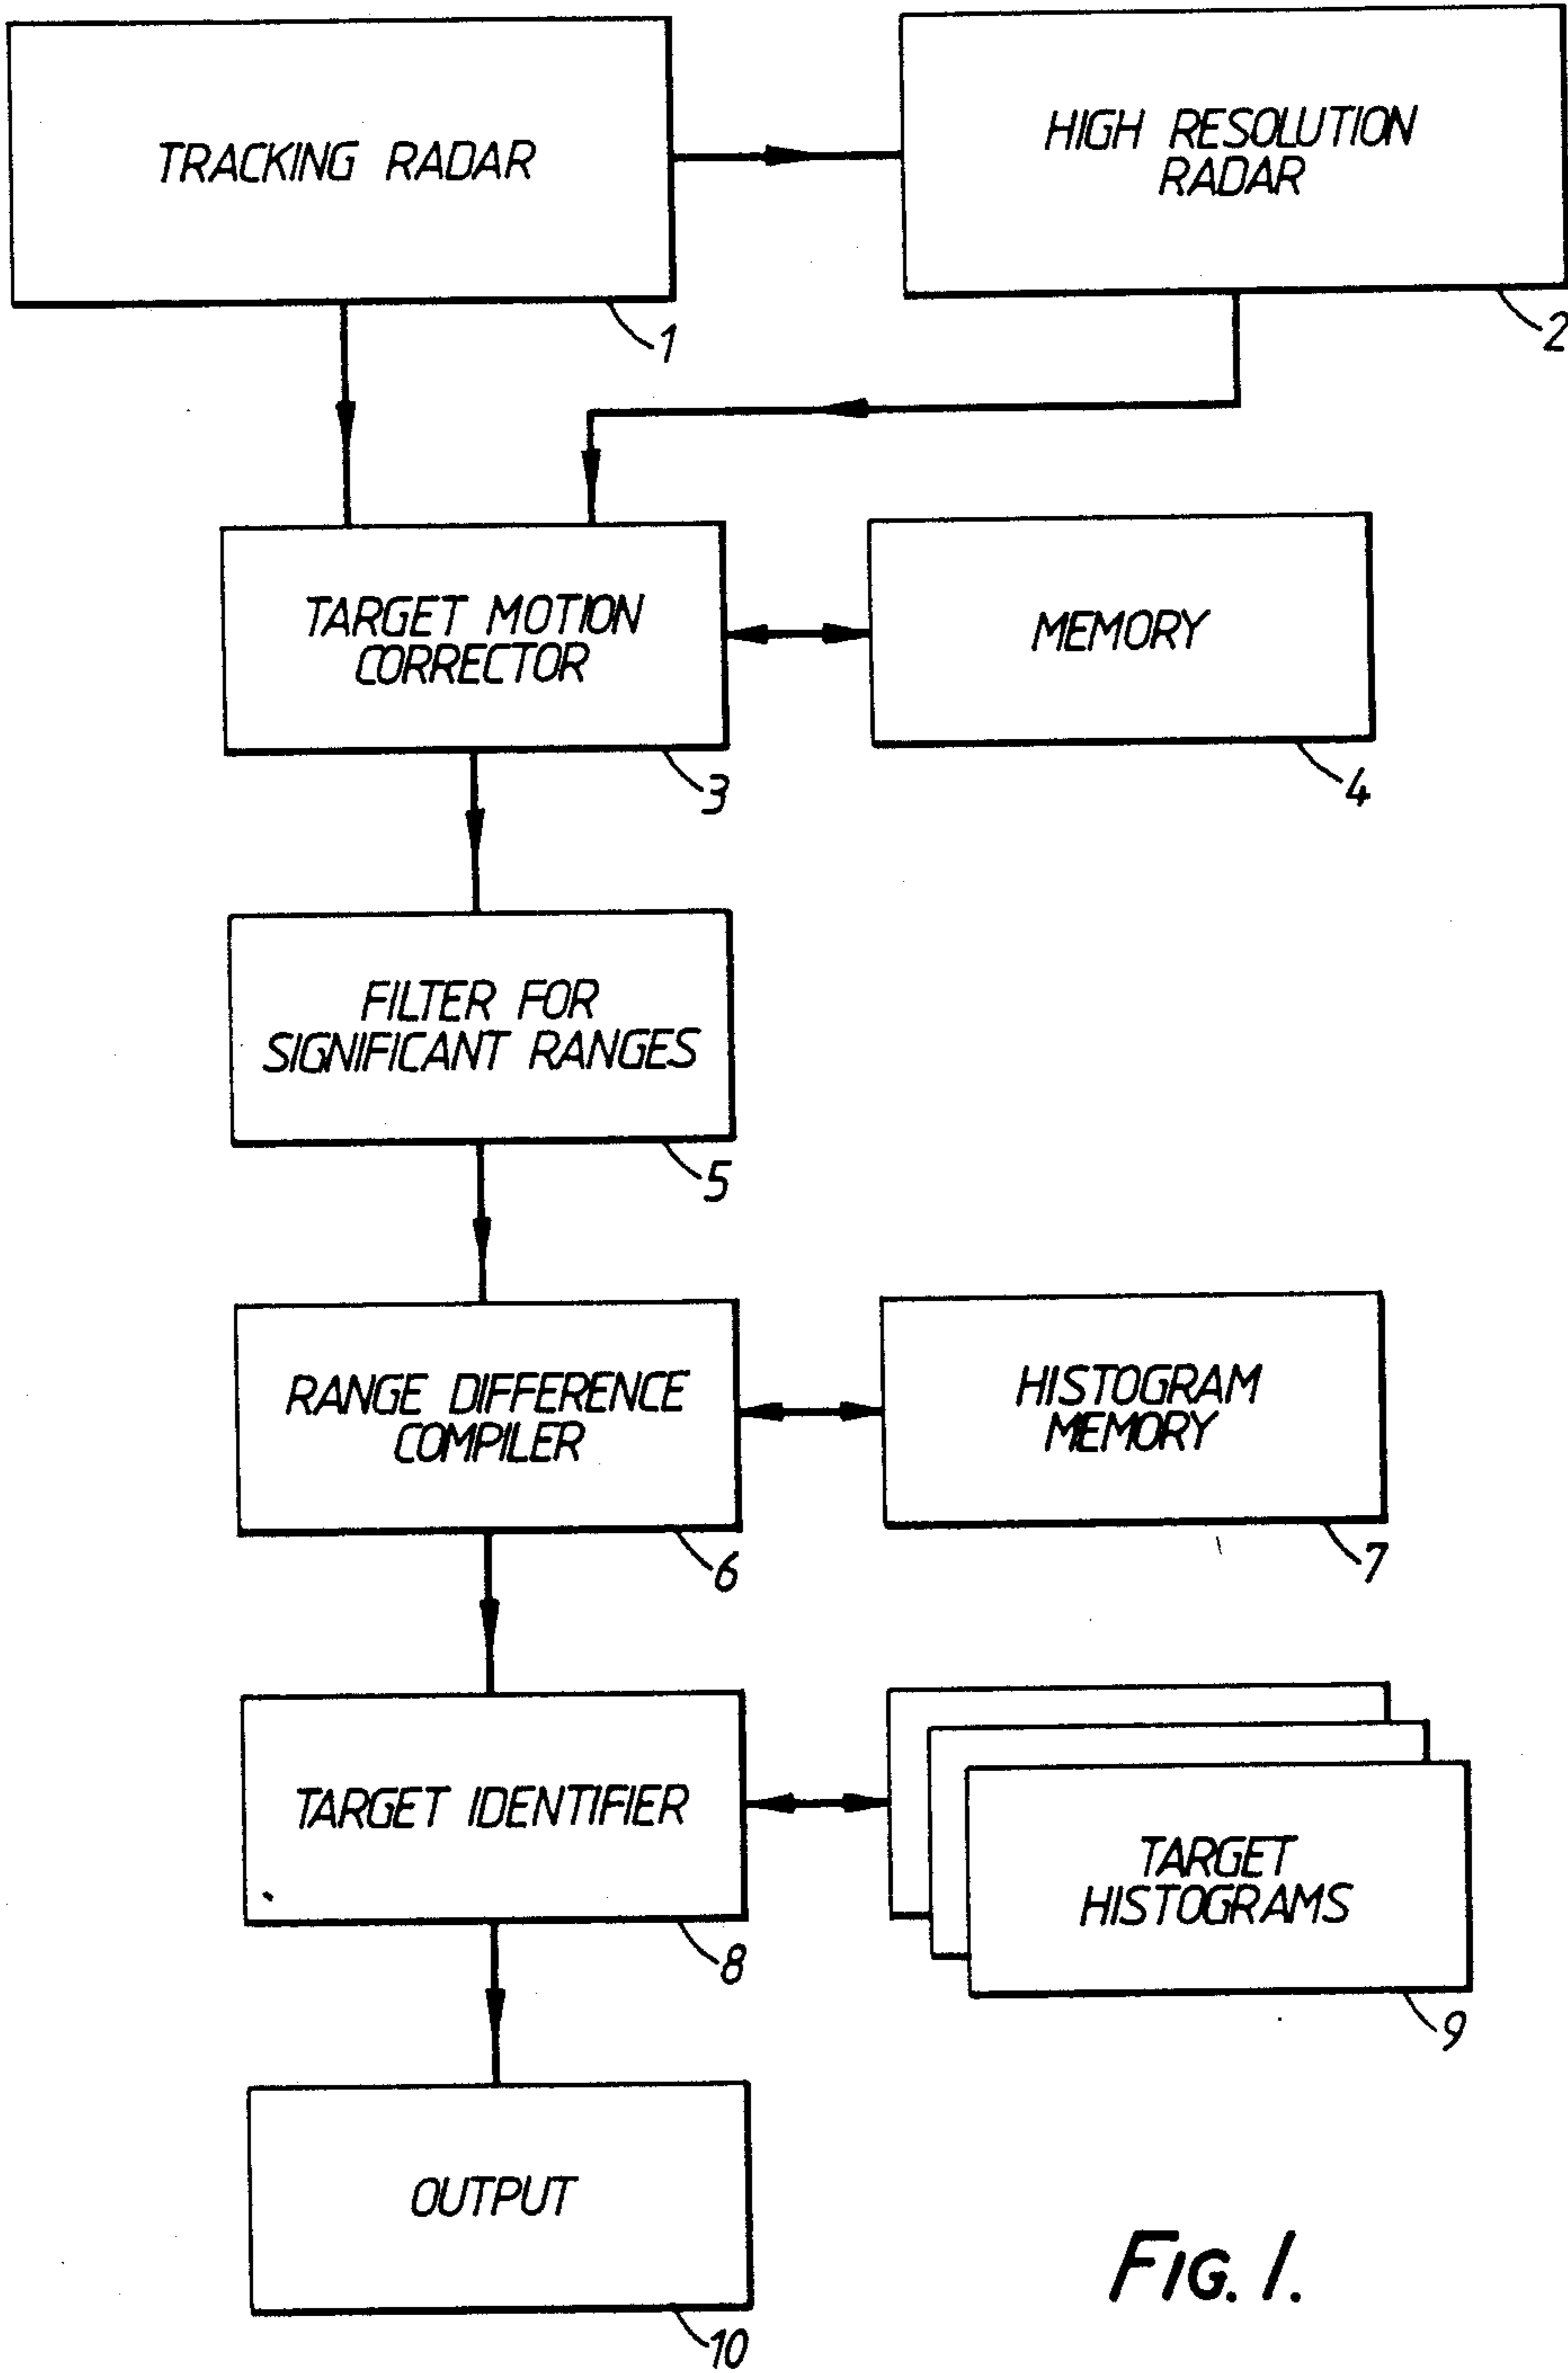 TRACKING RADAR
1
HIGH RESOLUTION
RADAR
2
TARGET MOTION
CORRECTOR
3
MEMORY
4
FILTER FOR
SIGNIFICANT RANGES
5
RANGE DIFFERENCE
COMPILER
6
HISTOGRAM
MEMORY
7
TARGET IDENTIFIER
8
TARGET
HISTOGRAMS
9
OUTPUT
10
FIG. 1.